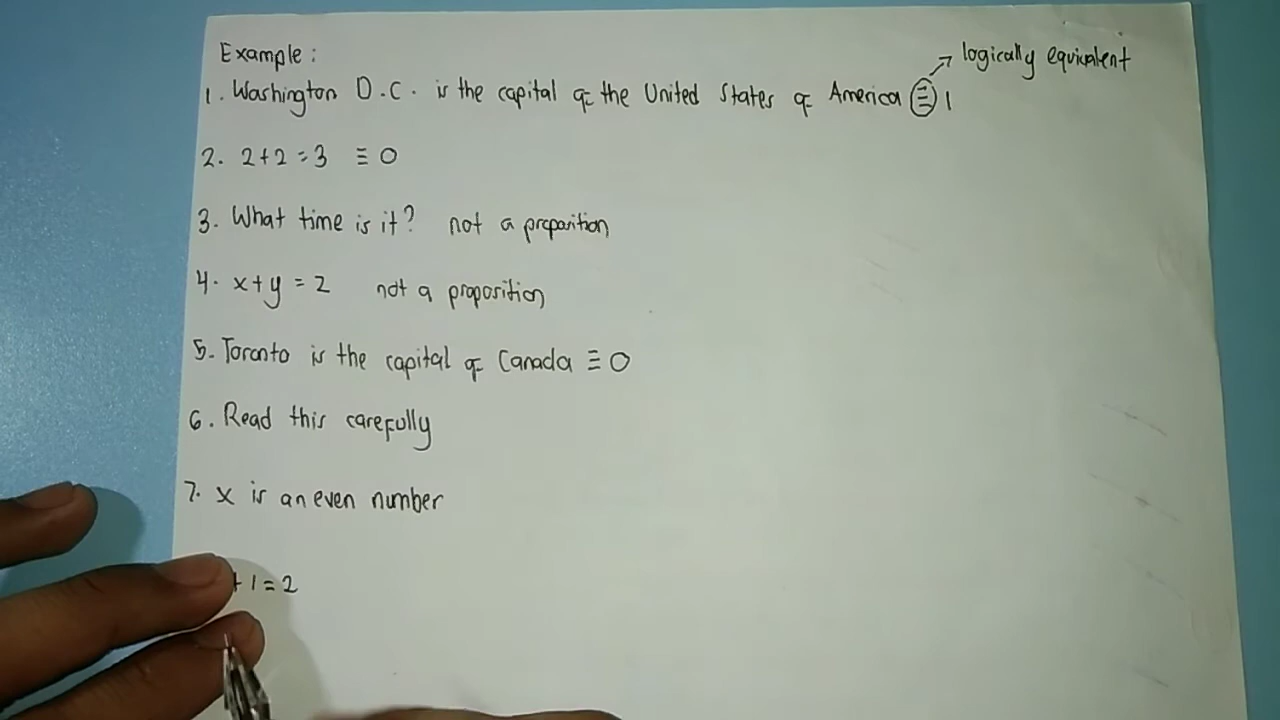 Example :
→ logically equivalent
1. Washington D.C. is the capital of the United States of America ≡ 1
2. 2+2=3 ≡ 0
3. What time is it? not a proposition
4. x+y=2 not a proposition
5. Toronto is the capital of Canada ≡ 0
6. Read this carefully
7. x is an even number
+1=2